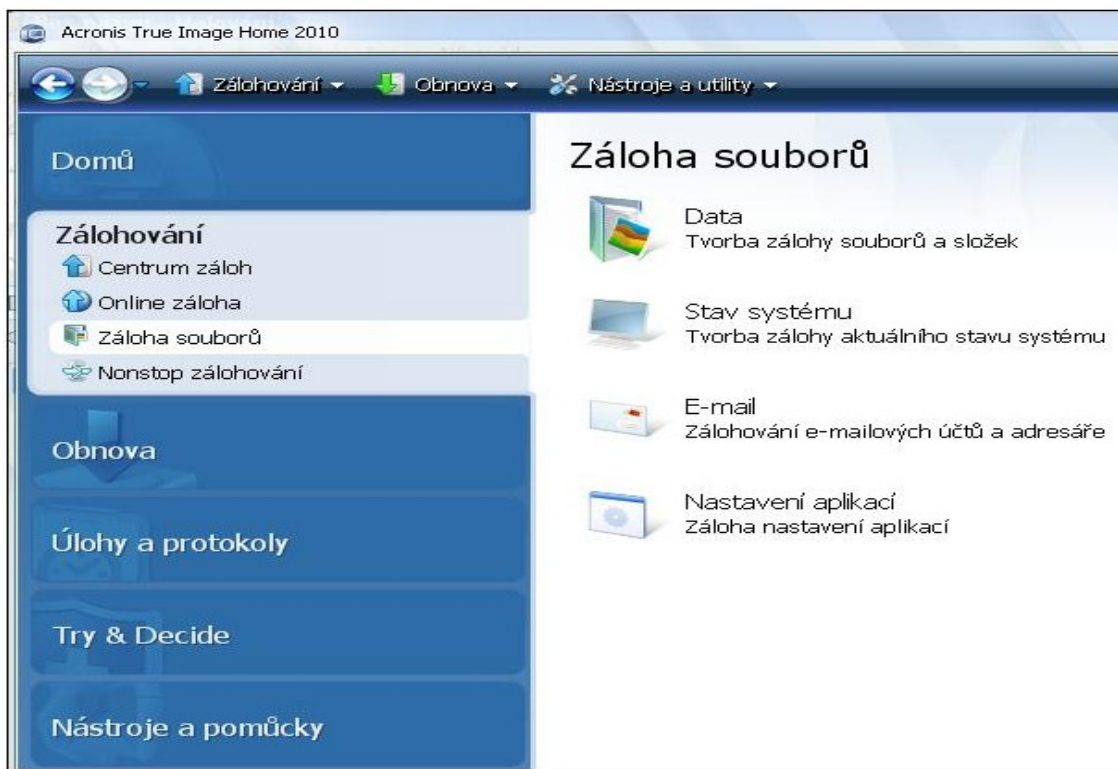 Acronis True Image Home 2010
Zálohování Obnova Nástroje a utility
Domů
Zálohování
Centrum záloh
Online záloha
Záloha souborů
Nonstop zálohování
Obnova
Úlohy a protokoly
Try & Decide
Nástroje a pomůcky
Záloha souborů
Data
Tvorba zálohy souborů a složek
Stav systému
Tvorba zálohy aktuálního stavu systému
E-mail
Zálohování e-mailových účtů a adresáře
Nastavení aplikací
Záloha nastavení aplikací